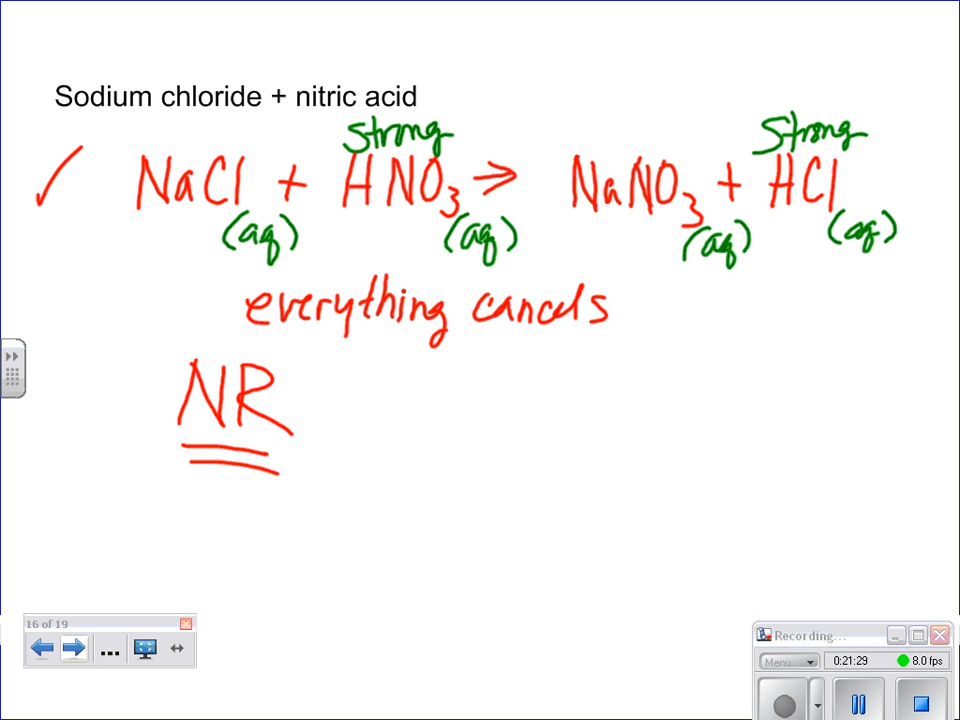 Sodium chloride + nitric acid
strong strong
✓ NaCl + HNO₃ → NaNO₃ + HCl
(aq) (aq) (aq) (aq)
everything cancels
NR
16 of 19
...
Recording...
Menu 0:21:29 8.0 fps